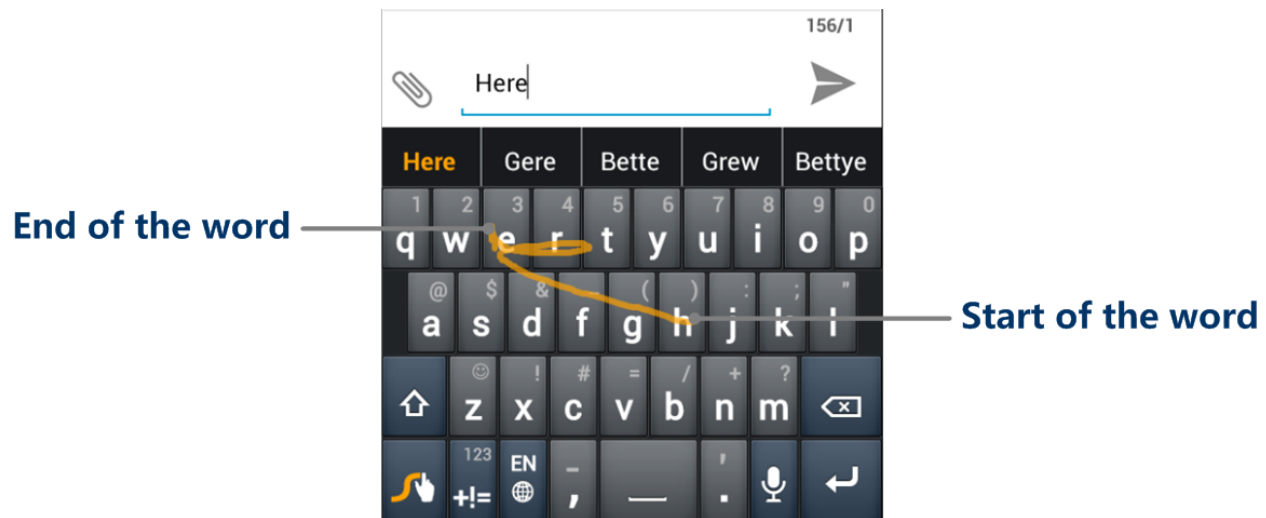 156/1
Here
Here Gere Bette Grew Bettye
1 2 3 4 5 6 7 8 9 0
q w e r t y u i o p
End of the word
@ $ & _ ( ) : ; "
a s d f g h j k l
Start of the word
☺ ! # = / + ?
z x c v b n m
123 EN _ '
+!= , .